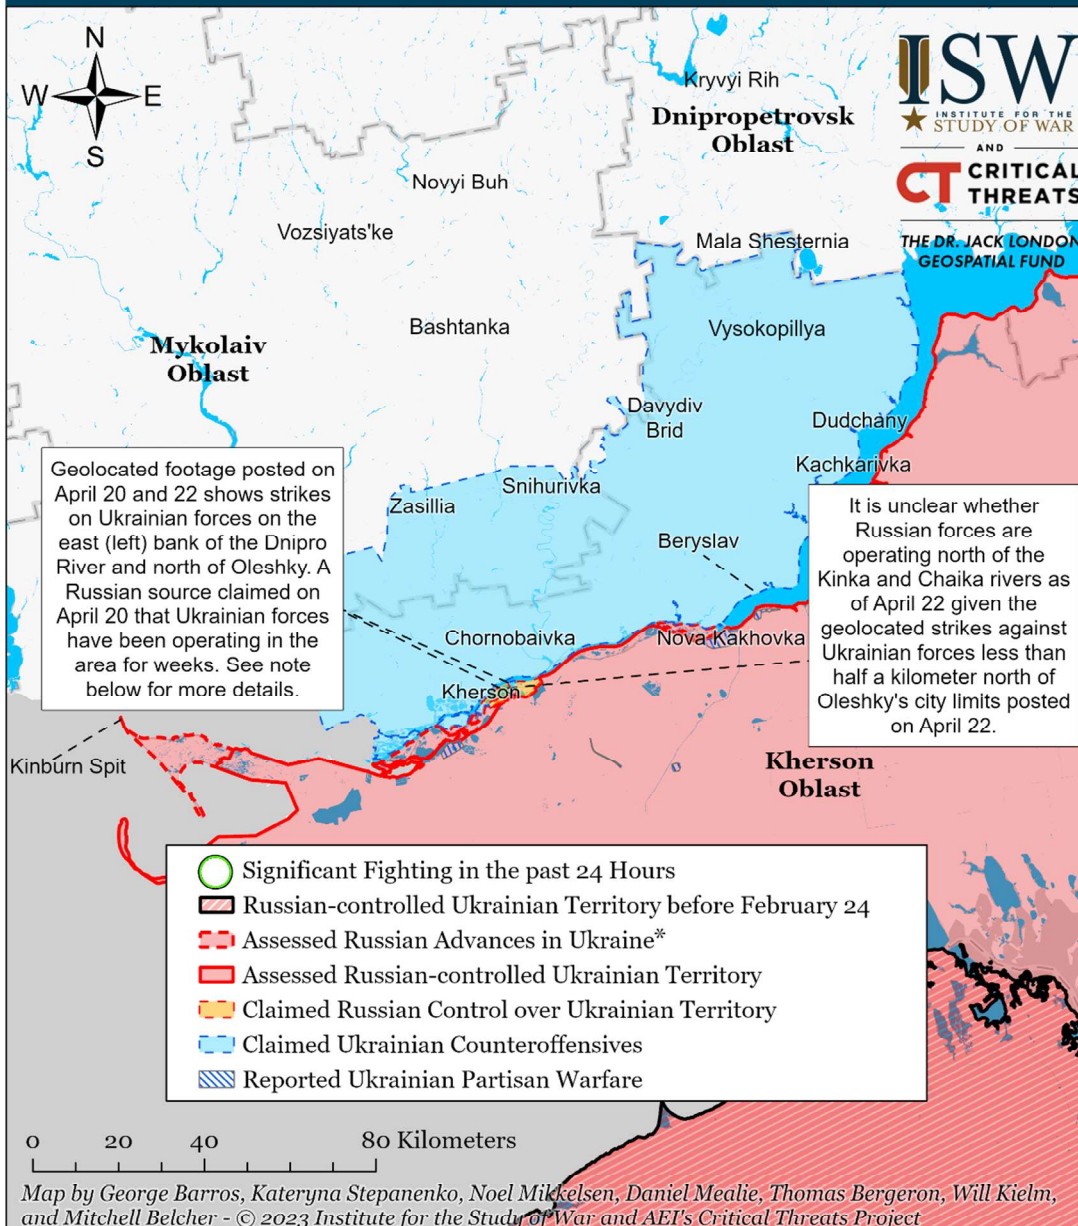 N
W
E
S
ISW
INSTITUTE FOR THE
STUDY OF WAR
AND
CT CRITICAL
THREATS
THE DR. JACK LONDON
GEOSPATIAL FUND
Kryvyi Rih
Dnipropetrovsk
Oblast
Novyi Buh
Vozsiyats'ke
Mala Shesternia
Bashtanka
Vysokopillya
Mykolaiv
Oblast
Davydiv
Brid
Dudchany
Kachkarivka
Snihurivka
Zasillia
Geolocated footage posted on
April 20 and 22 shows strikes
on Ukrainian forces on the
east (left) bank of the Dnipro
River and north of Oleshky. A
Russian source claimed on
April 20 that Ukrainian forces
have been operating in the
area for weeks. See note
below for more details.
It is unclear whether
Russian forces are
operating north of the
Kinka and Chaika rivers as
of April 22 given the
geolocated strikes against
Ukrainian forces less than
half a kilometer north of
Oleshky's city limits posted
on April 22.
Beryslav
Chornobaivka
Nova Kakhovka
Kherson
Kinburn Spit
Kherson
Oblast
Significant Fighting in the past 24 Hours
Russian-controlled Ukrainian Territory before February 24
Assessed Russian Advances in Ukraine*
Assessed Russian-controlled Ukrainian Territory
Claimed Russian Control over Ukrainian Territory
Claimed Ukrainian Counteroffensives
Reported Ukrainian Partisan Warfare
0 20 40 80 Kilometers
Map by George Barros, Kateryna Stepanenko, Noel Mikkelsen, Daniel Mealie, Thomas Bergeron, Will Kielm,
and Mitchell Belcher - © 2023 Institute for the Study of War and AEI's Critical Threats Project